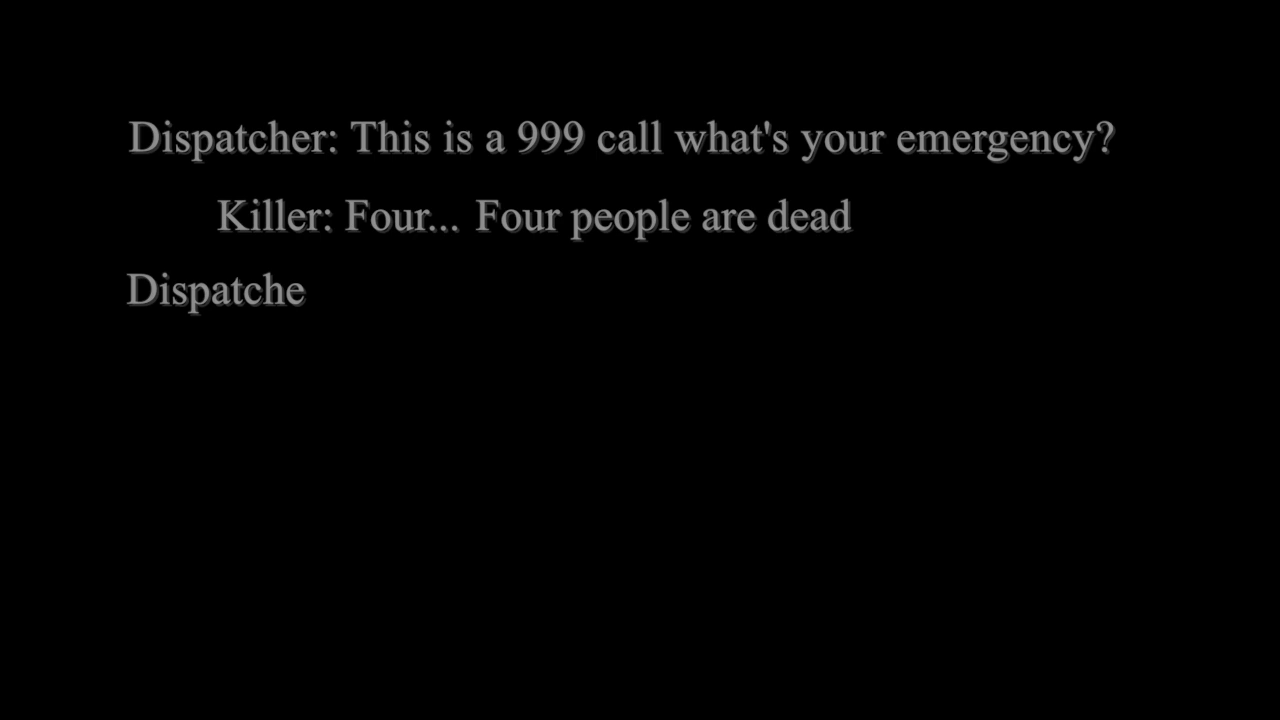 Dispatcher: This is a 999 call what's your emergency?
Killer: Four... Four people are dead
Dispatche